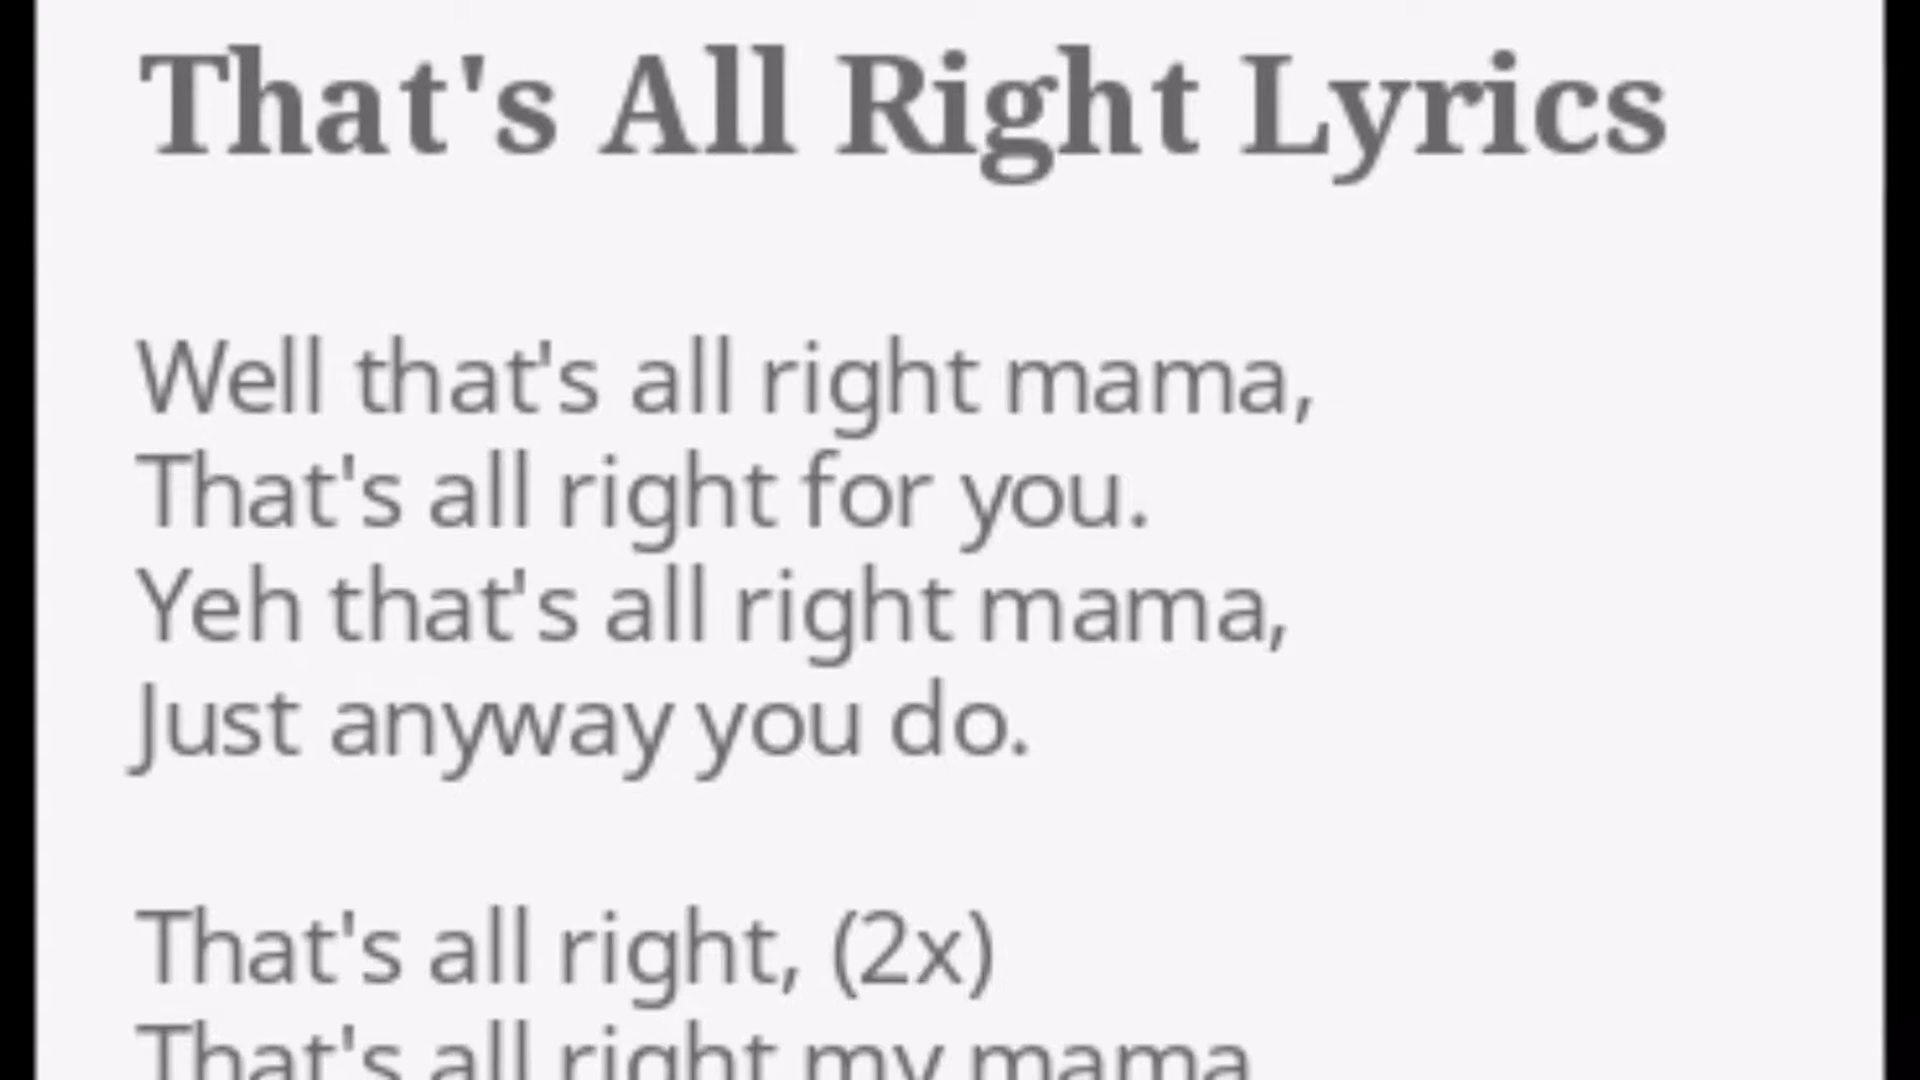 That's All Right Lyrics
Well that's all right mama,
That's all right for you.
Yeh that's all right mama,
Just anyway you do.
That's all right, (2x)
That's all right my mama